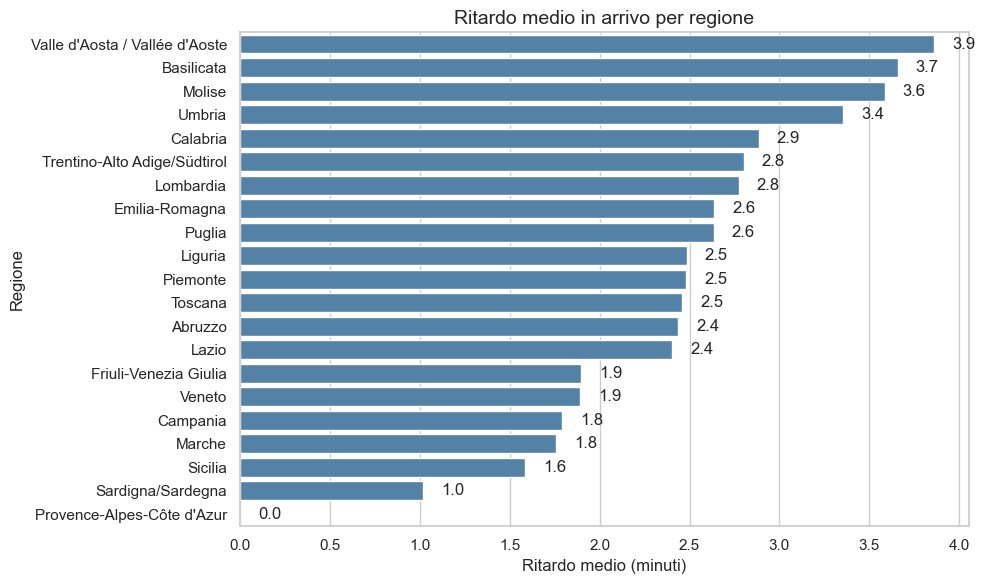 Ritardo medio in arrivo per regione
Valle d'Aosta / Vallée d'Aoste 3.9
Basilicata 3.7
Molise 3.6
Umbria 3.4
Calabria 2.9
Trentino-Alto Adige/Südtirol 2.8
Lombardia 2.8
Emilia-Romagna 2.6
Puglia 2.6
Liguria 2.5
Piemonte 2.5
Toscana 2.5
Abruzzo 2.4
Lazio 2.4
Friuli-Venezia Giulia 1.9
Veneto 1.9
Campania 1.8
Marche 1.8
Sicilia 1.6
Sardigna/Sardegna 1.0
Provence-Alpes-Côte d'Azur 0.0
Regione
0.0 0.5 1.0 1.5 2.0 2.5 3.0 3.5 4.0
Ritardo medio (minuti)